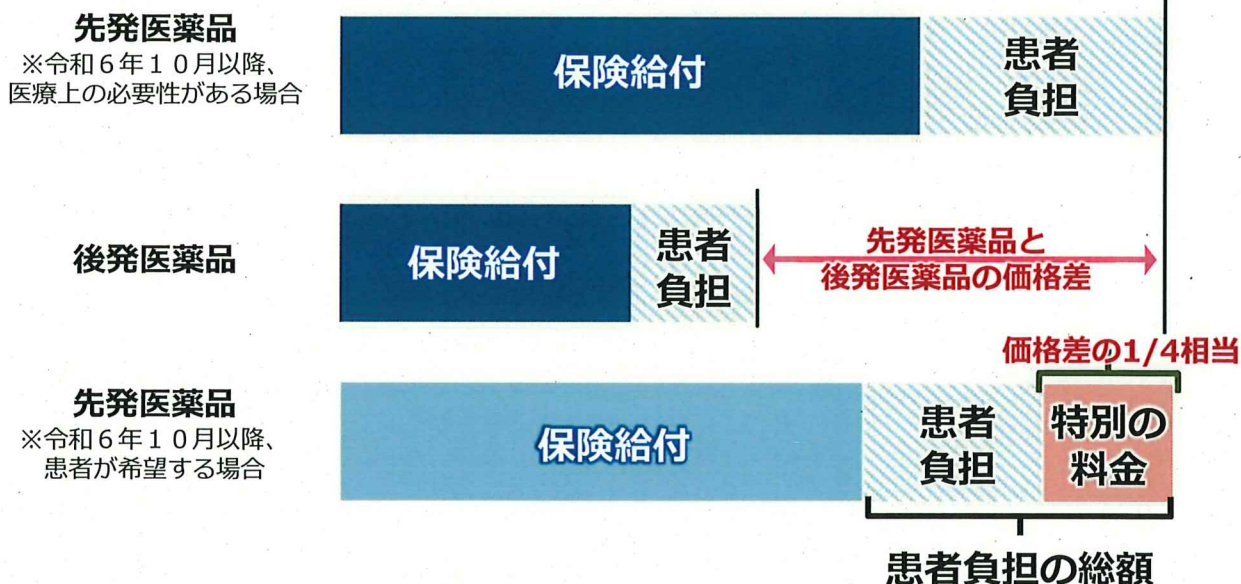 先発医薬品
※令和6年10月以降、
医療上の必要性がある場合
保険給付
患者
負担
後発医薬品
保険給付
患者
負担
先発医薬品と
後発医薬品の価格差
価格差の1/4相当
先発医薬品
※令和6年10月以降、
患者が希望する場合
保険給付
患者
負担
特別の
料金
患者負担の総額